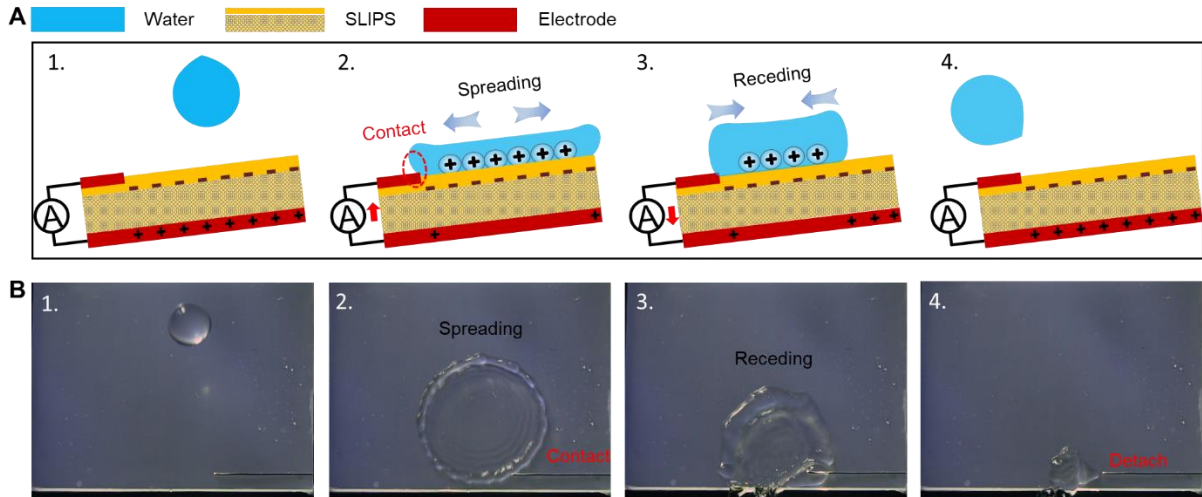 A Water SLIPS Electrode
1. 2. 3. 4.
Spreading Receding
Contact
A A A A
+ + + + + + +
+ + + + + +
+ +
+ + + +
+ + + +
+ + + + + + +
B 1. 2. 3. 4.
Spreading Receding
Contact Detach